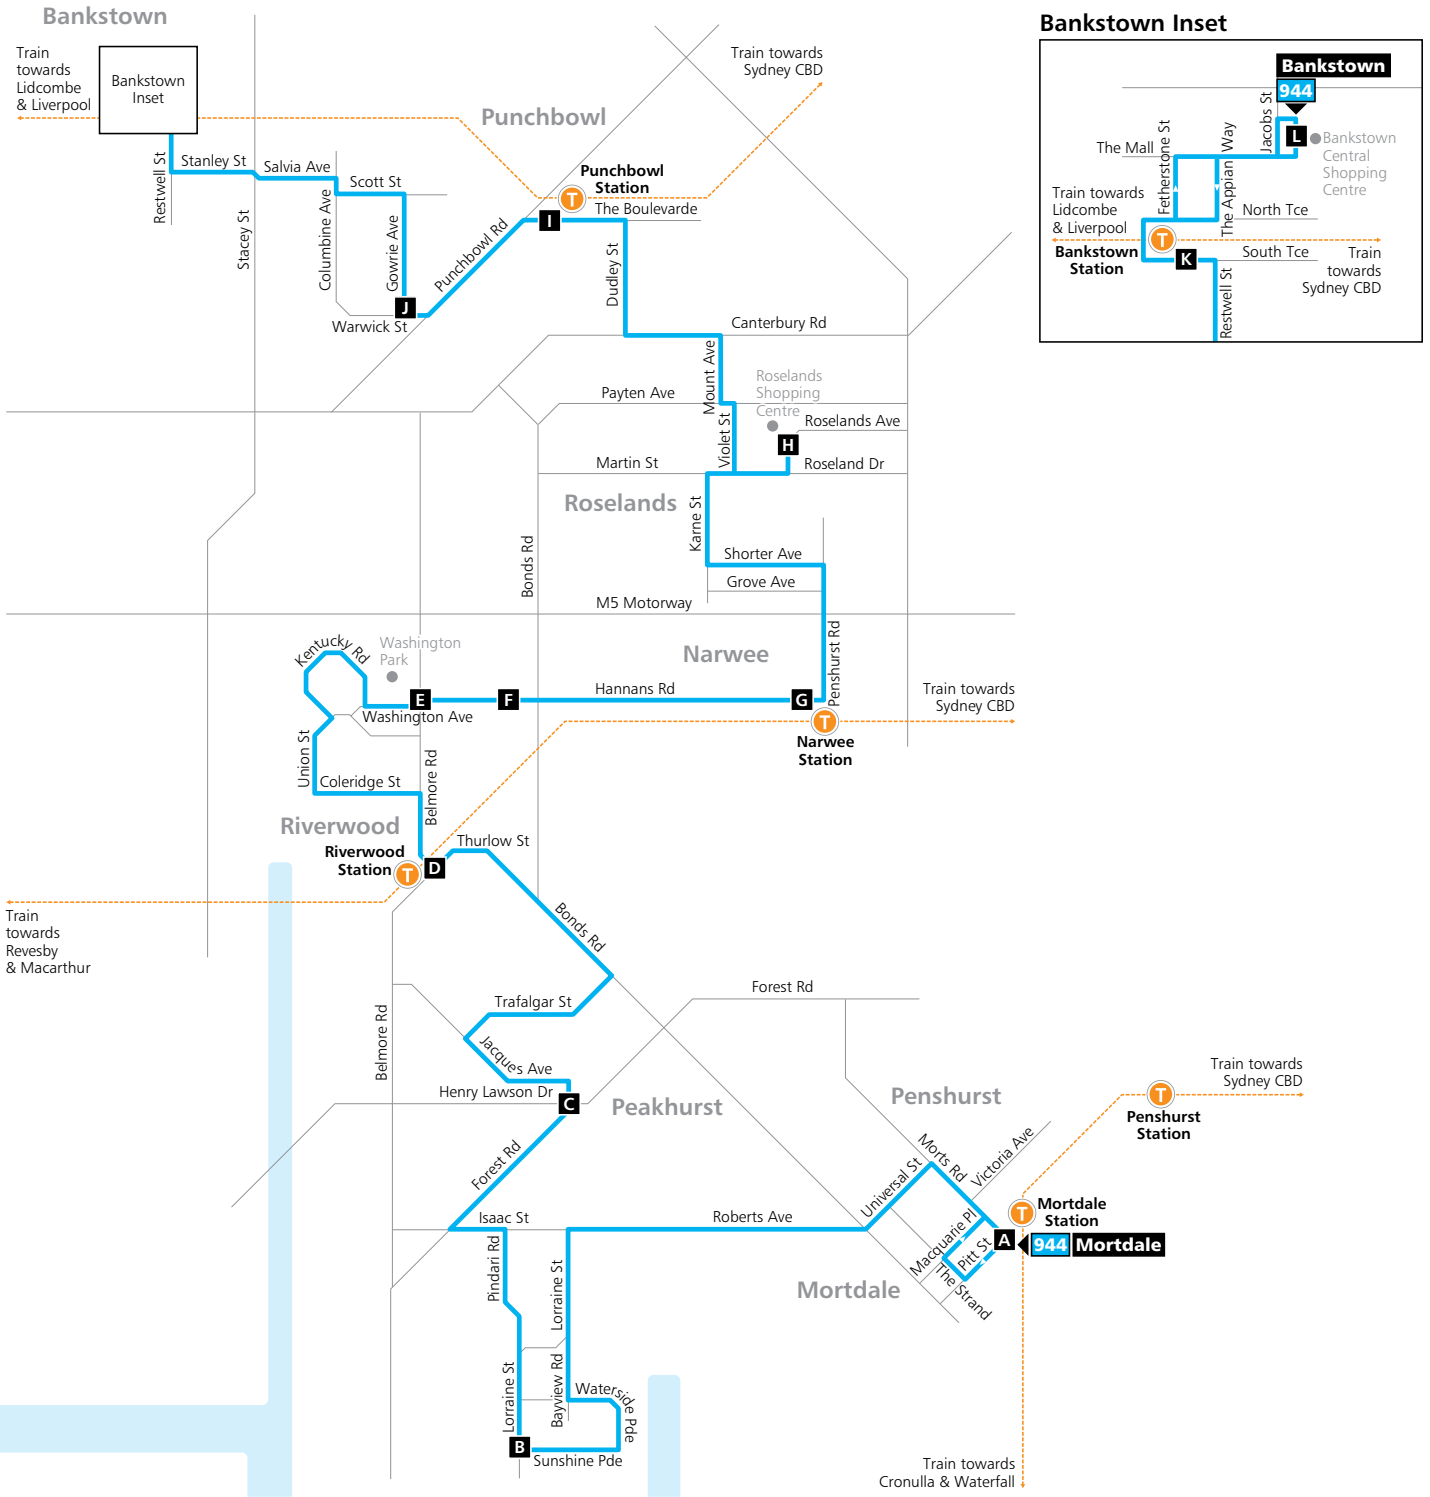 Bankstown
Train
towards
Lidcombe
& Liverpool
Bankstown
Inset
Restwell St
Stanley St
Salvia Ave
Stacey St
Columbine Ave
Scott St
Gowrie Ave
J
Warwick St
Punchbowl Rd
Punchbowl
Punchbowl
Station
T
I
The Boulevarde
Train towards
Sydney CBD
Dudley St
Canterbury Rd
Mount Ave
Payten Ave
Violet St
Roselands
Shopping
Centre
Roselands Ave
H
Martin St
Roseland Dr
Roselands
Karne St
Bonds Rd
Shorter Ave
Grove Ave
M5 Motorway
Penshurst Rd
Narwee
Kentucky Rd
Washington
Park
E
F
Hannans Rd
G
Washington Ave
T
Narwee
Station
Train towards
Sydney CBD
Union St
Coleridge St
Belmore Rd
Riverwood
Riverwood
Station
T
D
Thurlow St
Train
towards
Revesby
& Macarthur
Bonds Rd
Trafalgar St
Belmore Rd
Jacques Ave
Henry Lawson Dr
C
Forest Rd
Peakhurst
Forest Rd
Isaac St
Pindari Rd
Lorraine St
Roberts Ave
Lorraine St
Bayview Rd
Waterside Pde
B
Sunshine Pde
Penshurst
Morts Rd
Victoria Ave
Universal St
Macquarie Pl
Pitt St
The Strand
Mortdale
T
Penshurst
Station
Train towards
Sydney CBD
T
Mortdale
Station
A
944 Mortdale
Train towards
Cronulla & Waterfall
Bankstown Inset
Bankstown
944
Jacobs St
L
Bankstown
Central
Shopping
Centre
The Mall
Fetherstone St
The Appian Way
Train towards
Lidcombe
& Liverpool
North Tce
T
Bankstown
Station
K
South Tce
Train
towards
Sydney CBD
Restwell St